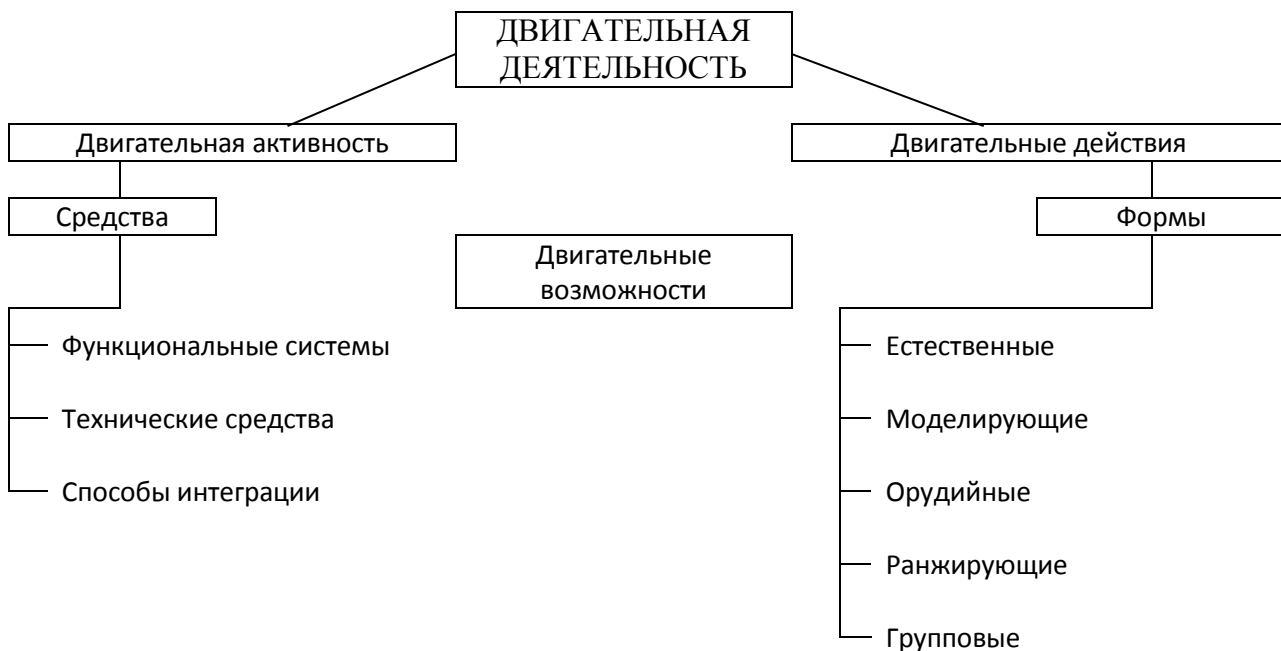 ДВИГАТЕЛЬНАЯ
ДЕЯТЕЛЬНОСТЬ
Двигательная активность
Двигательные действия
Средства
Формы
Двигательные
возможности
Функциональные системы
Технические средства
Способы интеграции
Естественные
Моделирующие
Орудийные
Ранжирующие
Групповые